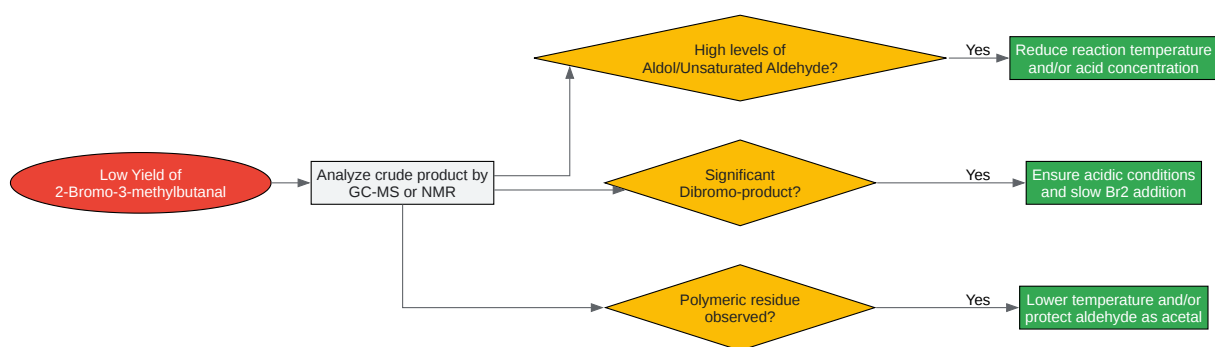 Low Yield of
2-Bromo-3-methylbutanal
Analyze crude product by
GC-MS or NMR
High levels of
Aldol/Unsaturated Aldehyde?
Yes
Reduce reaction temperature
and/or acid concentration
Significant
Dibromo-product?
Yes
Ensure acidic conditions
and slow Br2 addition
Polymeric residue
observed?
Yes
Lower temperature and/or
protect aldehyde as acetal